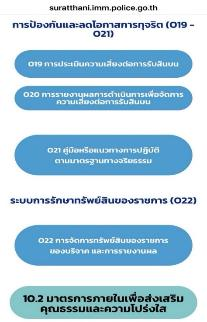 suratthani.imm.police.go.th
การป้องกันและลดโอกาสการทุจริต (O19 -
O21)
O19 การประเมินความเสี่ยงต่อการรับสินบน
O20 การรายงานผลการดำเนินการเพื่อจัดการ
ความเสี่ยงต่อการรับสินบน
O21 คู่มือหรือแนวทางการปฏิบัติ
ตามมาตรฐานทางจริยธรรม
ระบบการรักษาทรัพย์สินของราชการ (O22)
O22 การจัดการทรัพย์สินของราชการ
ของบริจาค และการรายงานผล
10.2 มาตรการภายในเพื่อส่งเสริม
คุณธรรมและความโปร่งใส